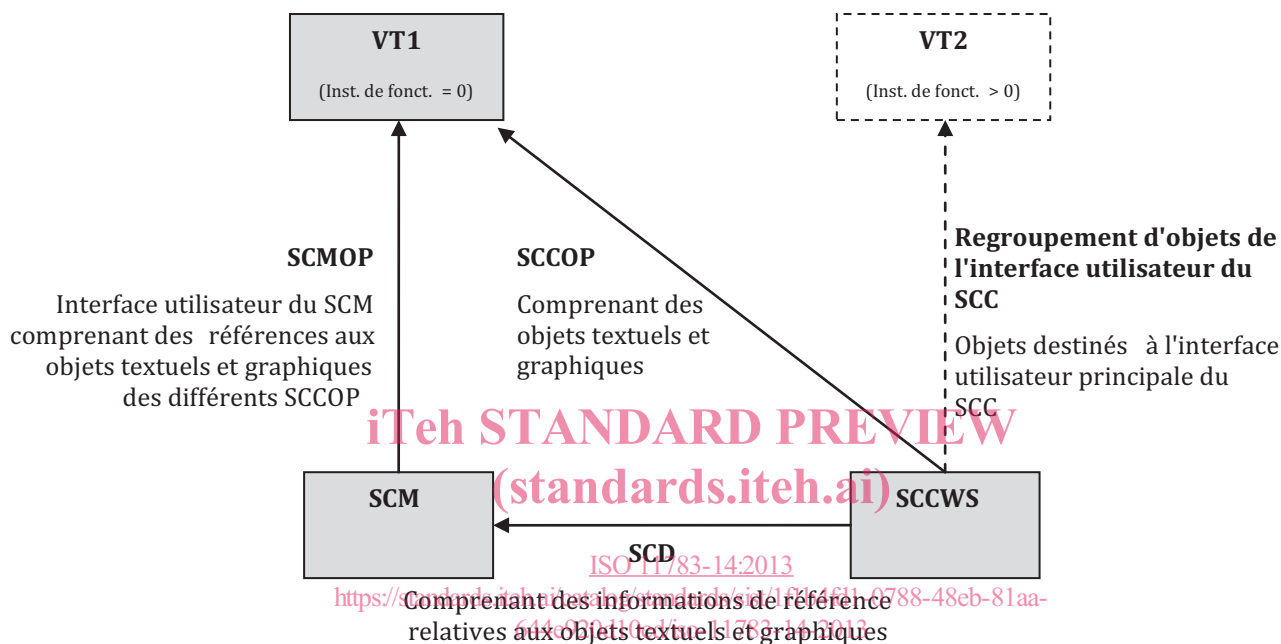 VT1
(Inst. de fonct. = 0)
VT2
(Inst. de fonct. > 0)
SCMOP
Interface utilisateur du SCM
comprenant des références aux
objets textuels et graphiques
des différents SCCOP
SCCOP
Comprenant des
objets textuels et
graphiques
Regroupement d'objets de
l'interface utilisateur du
SCC
Objets destinés à l'interface
utilisateur principale du
SCC
iTeh STANDARD PREVIEW
(standards.iteh.ai)
SCM
SCCWS
SCD
ISO 11783-14:2013
Comprenant des informations de référence
relatives aux objets textuels et graphiques